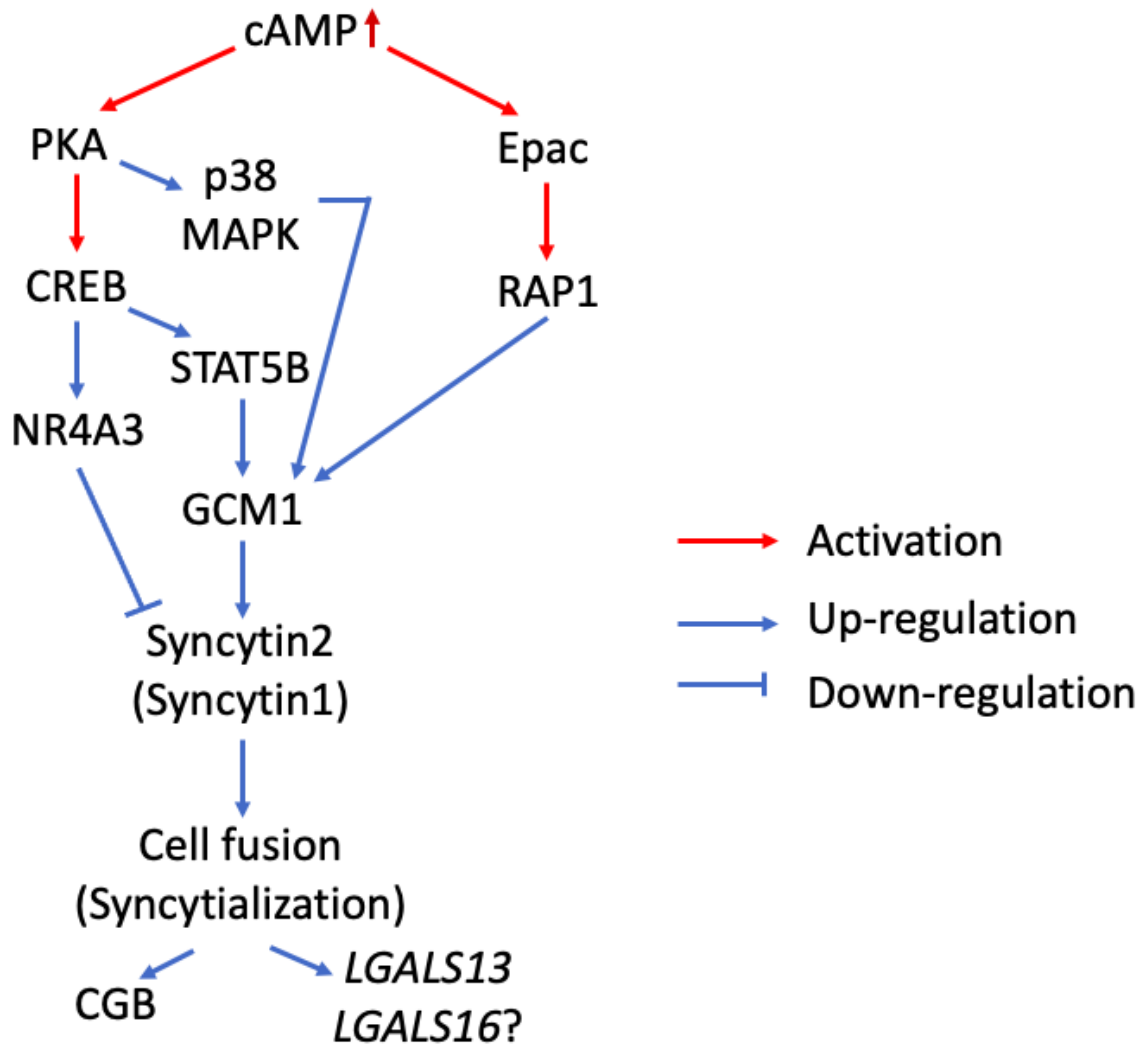 cAMP
PKA
Epac
p38
MAPK
CREB
RAP1
STAT5B
NR4A3
GCM1
Activation
Up-regulation
Down-regulation
Syncytin2
(Syncytin1)
Cell fusion
(Syncytialization)
CGB
LGALS13
LGALS16?